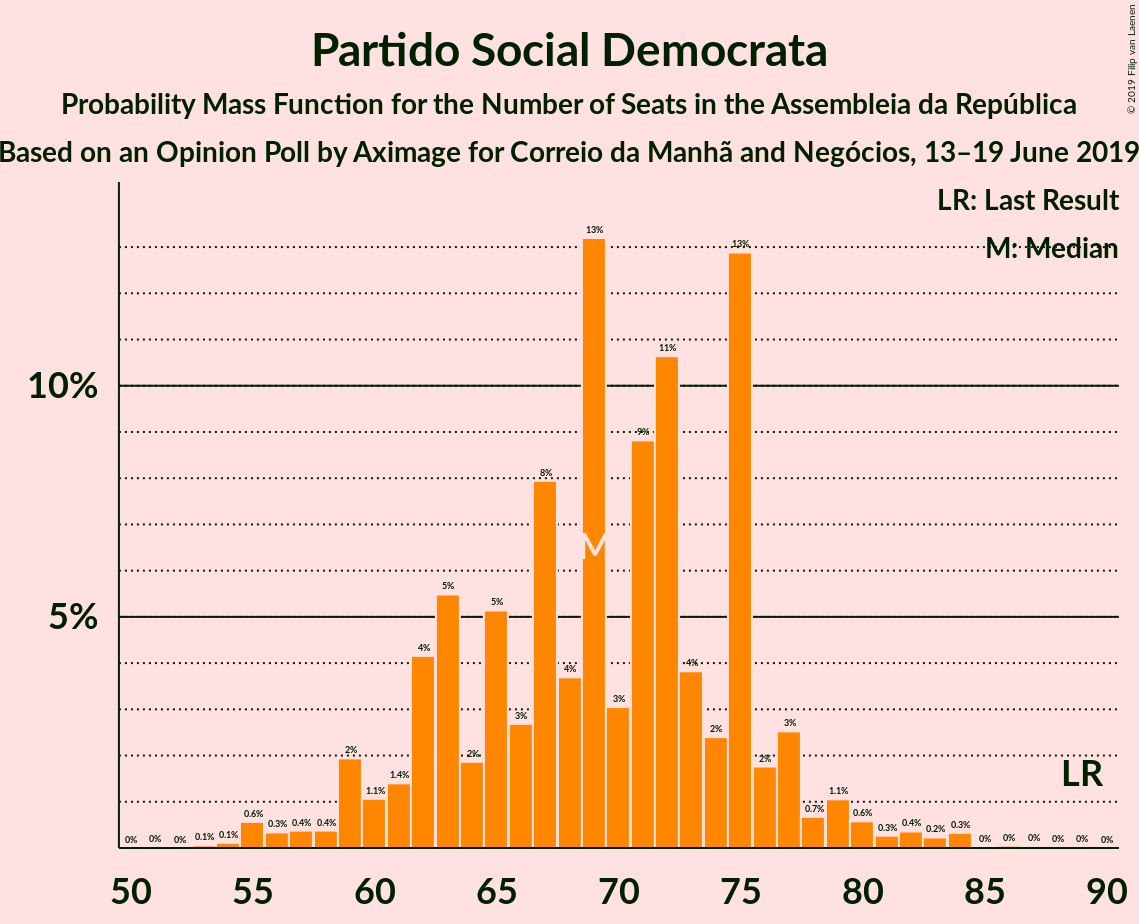 Partido Social Democrata
Probability Mass Function for the Number of Seats in the Assembleia da República
Based on an Opinion Poll by Aximage for Correio da Manhã and Negócios, 13–19 June 2019
© 2019 Filip van Laenen
LR: Last Result
M: Median
10%
5%
0% 0% 0% 0.1% 0.1% 0.6% 0.3% 0.4% 0.4% 2% 1.1% 1.4% 4% 5% 2% 5% 3% 8% 4% 13% 3% 9% 11% 4% 2% 13% 2% 3% 0.7% 1.1% 0.6% 0.3% 0.4% 0.2% 0.3% 0% 0% 0% 0% 0% 0%
M
LR
50 55 60 65 70 75 80 85 90